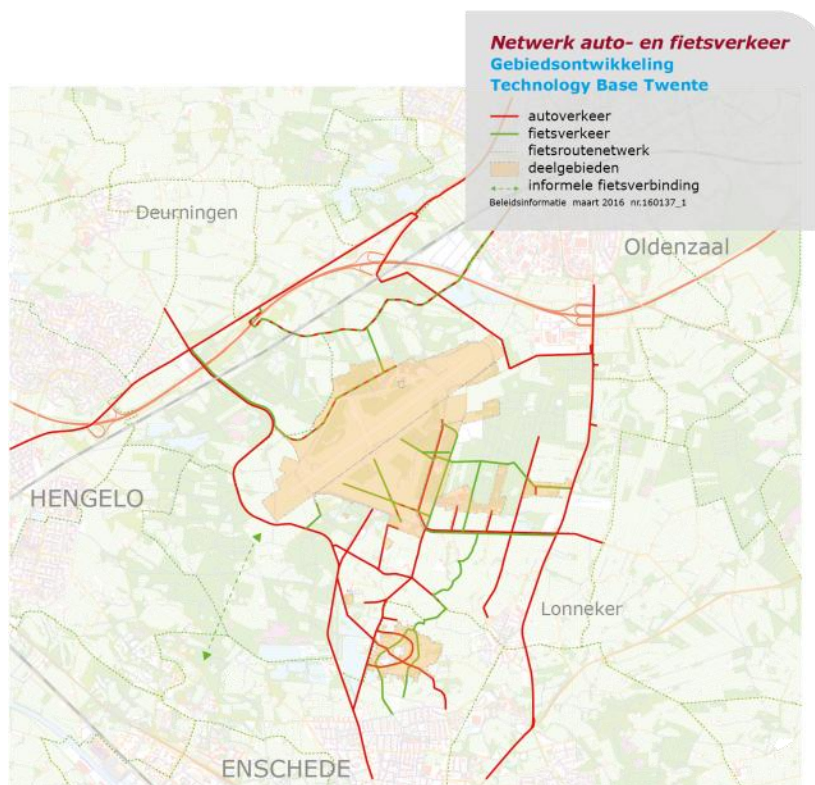 Netwerk auto- en fietsverkeer
Gebiedsontwikkeling
Technology Base Twente
autoverkeer
fietsverkeer
fietsroutenetwerk
deelgebieden
informele fietsverbinding
Beleidsinformatie maart 2016 nr.160137_1
Deurningen
Oldenzaal
HENGELO
Lonneker
ENSCHEDE